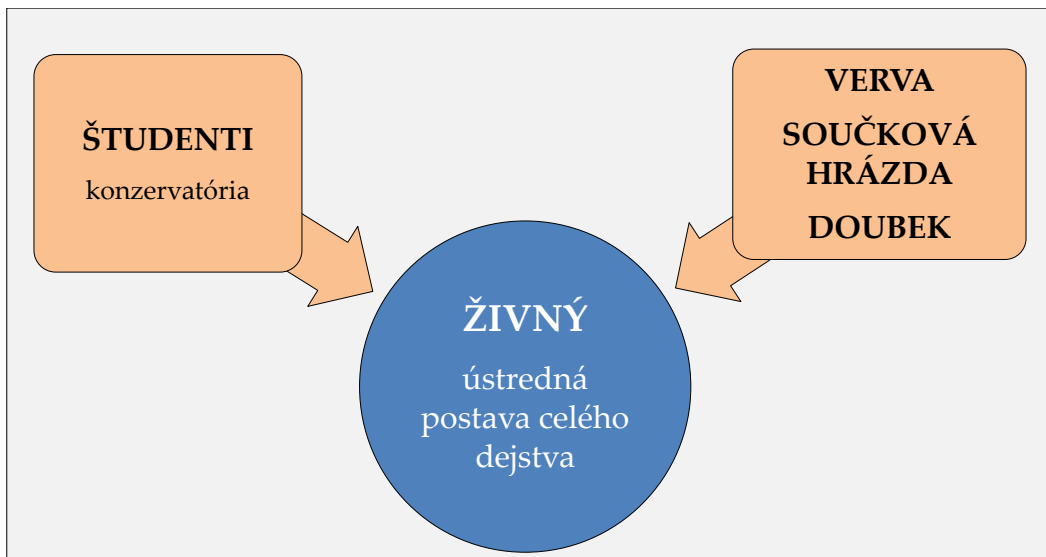 ŠTUDENTI
konzervatória
VERVA
SOUČKOVÁ
HRÁZDA
DOUBEK
ŽIVNÝ
ústredná
postava celého
dejstva